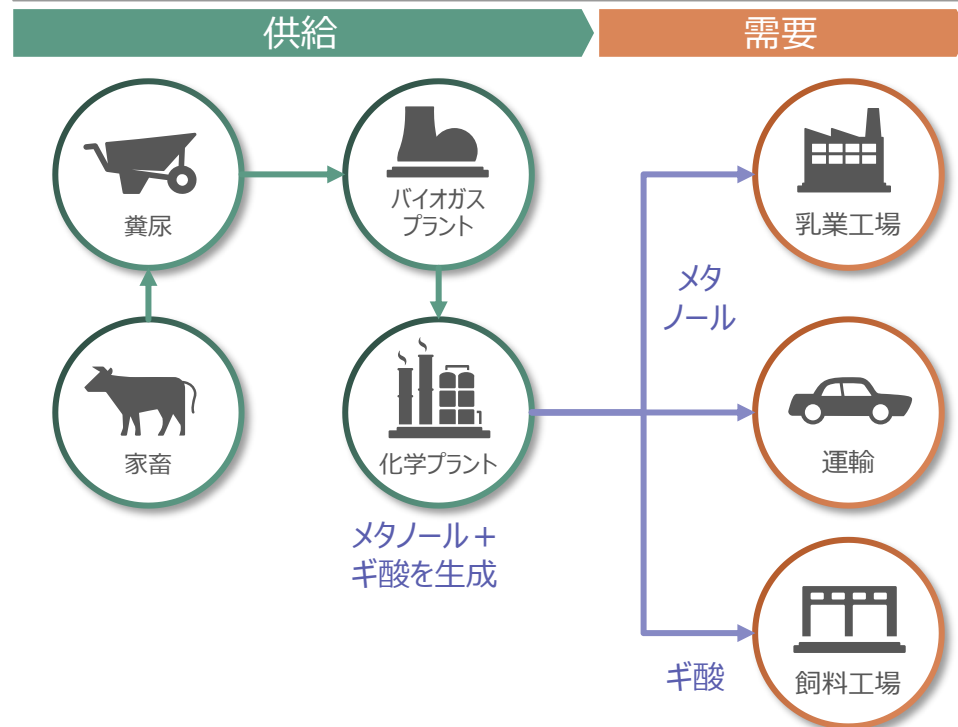 供給
需要
糞尿
バイオガス
プラント
乳業工場
メタ
ノール
家畜
化学プラント
運輸
メタノール +
ギ酸を生成
ギ酸
飼料工場